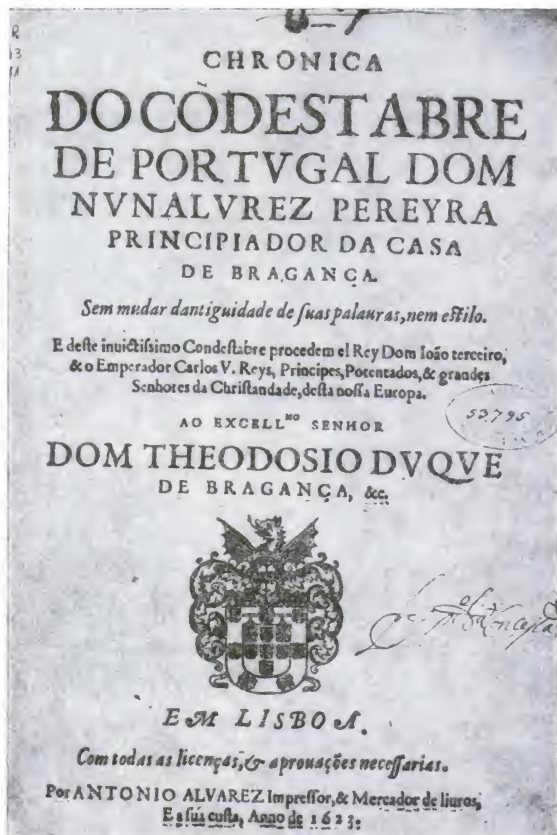 CHRONICA
DO CÕDESTABRE
DE PORTVGAL DOM
NVNALVREZ PEREYRA
PRINCIPIADOR DA CASA
DE BRAGANÇA.
Sem mudar dantiguidade de ſuas palauras, nem eſtilo.
E deſte inuictiſsimo Condeſtabre procedem el Rey Dom Ioão terceiro,
& o Emperador Carlos V. Reys, Principes, Potentados, & grandes
Senhores da Chriſtandade, deſta noſſa Europa.
AO EXCELL.MO SENHOR
53.795
DOM THEODOSIO DVQVE
DE BRAGANÇA, &c.
EM LISBOA.
Com todas as licenças, & aprouações neceſſarias.
Por ANTONIO ALVAREZ Impreſſor, & Mercador de liuros,
E a ſua cuſta, Anno de 1623.